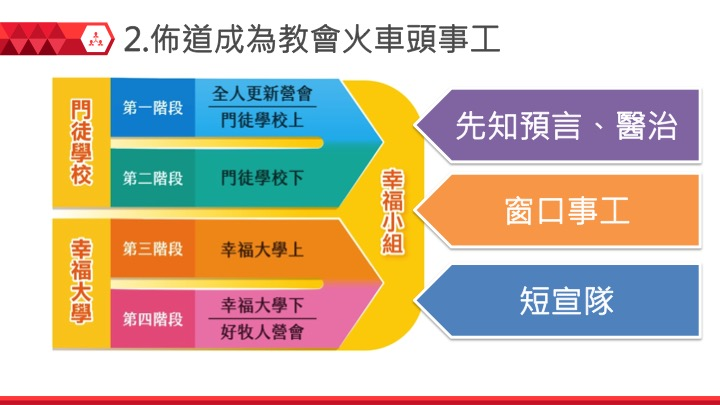 2.佈道成為教會火車頭事工
門徒學校
第一階段
全人更新營會
門徒學校上
第二階段
門徒學校下
幸福大學
第三階段
幸福大學上
第四階段
幸福大學下
好牧人營會
幸福小組
先知預言、醫治
窗口事工
短宣隊